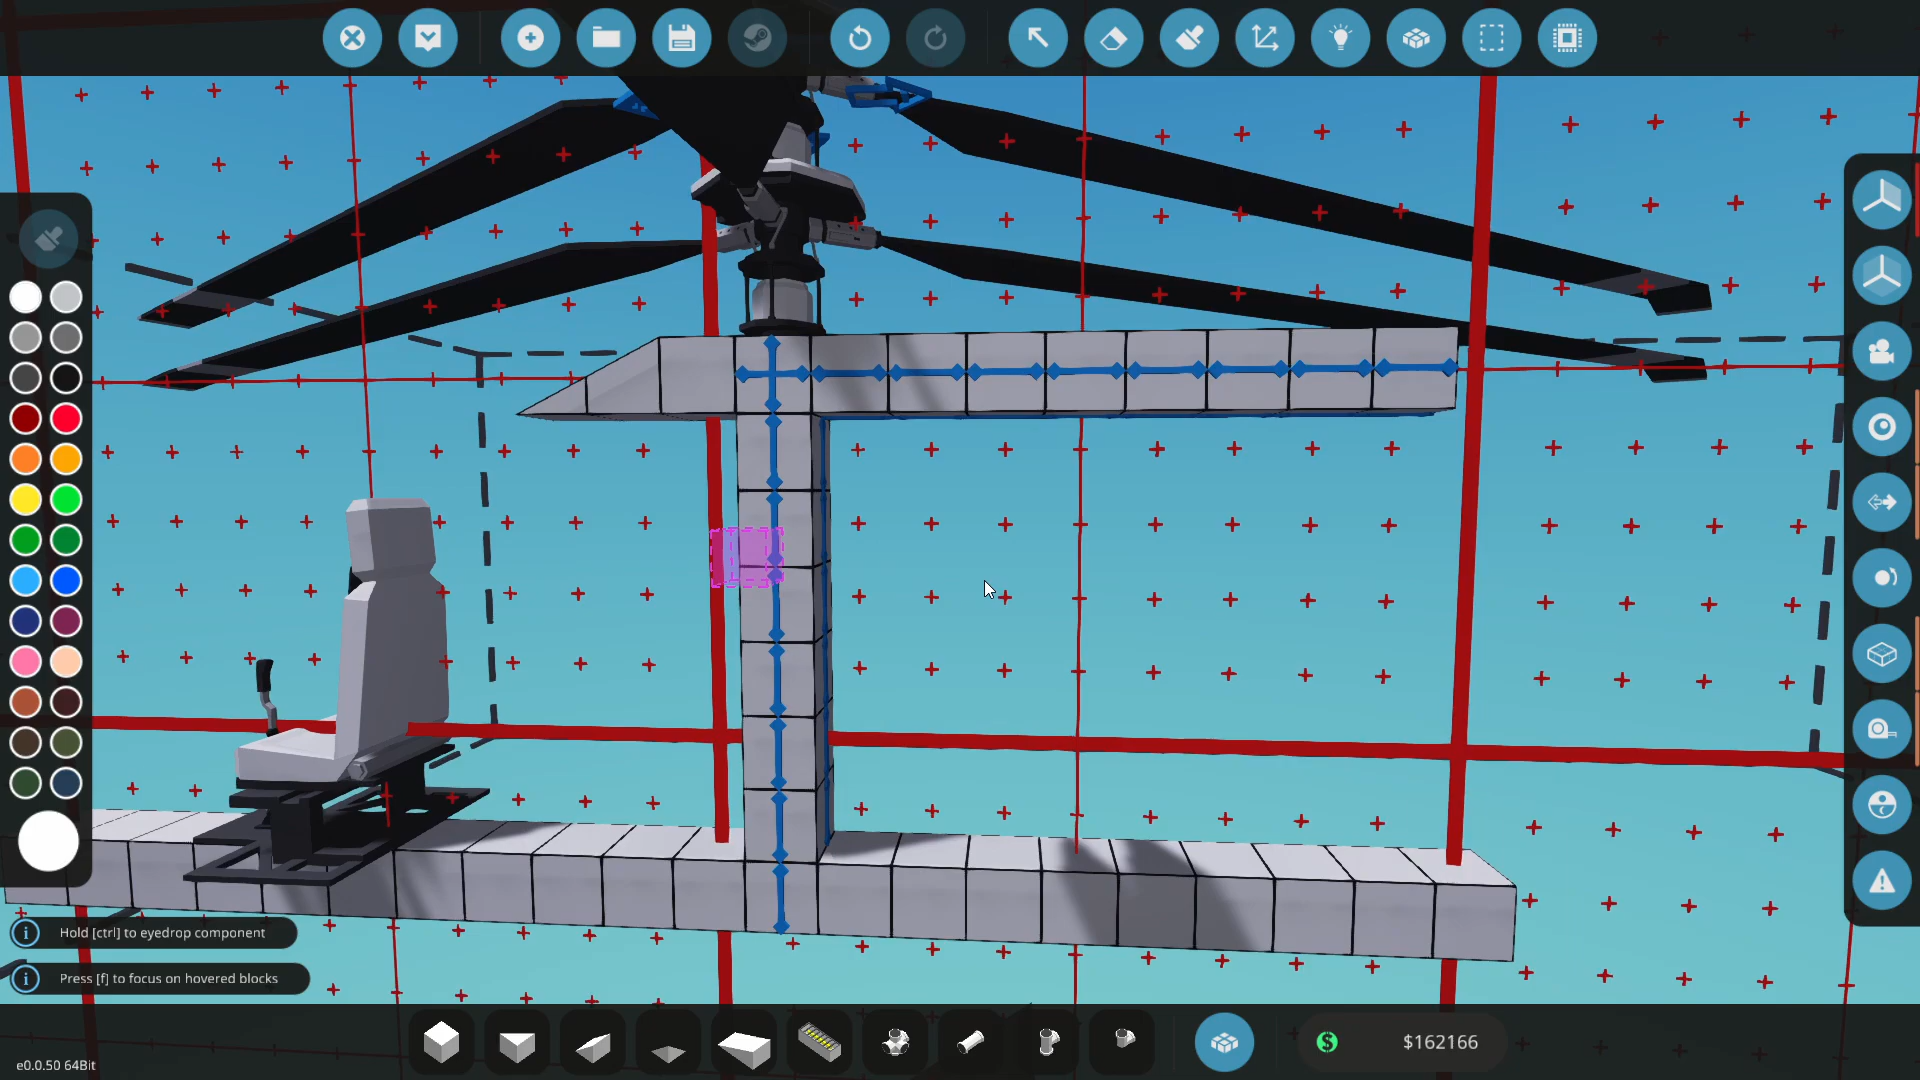 Hold [ctrl] to eyedrop component
Press [f] to focus on hovered blocks
$
$162166
e0.0.50 64Bit